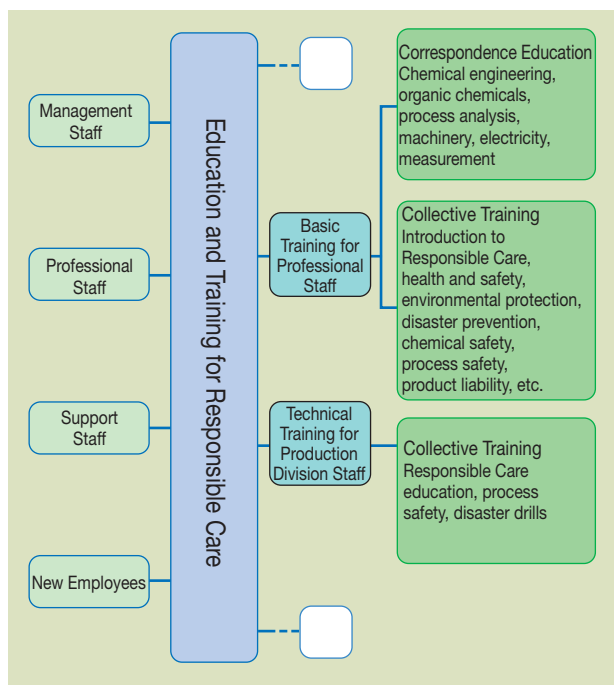 Management
Staff
Professional
Staff
Support
Staff
New Employees
Education and Training for Responsible Care
Basic
Training for
Professional
Staff
Technical
Training for
Production
Division Staff
Correspondence Education
Chemical engineering,
organic chemicals,
process analysis,
machinery, electricity,
measurement
Collective Training
Introduction to
Responsible Care,
health and safety,
environmental protection,
disaster prevention,
chemical safety,
process safety,
product liability, etc.
Collective Training
Responsible Care
education, process
safety, disaster drills